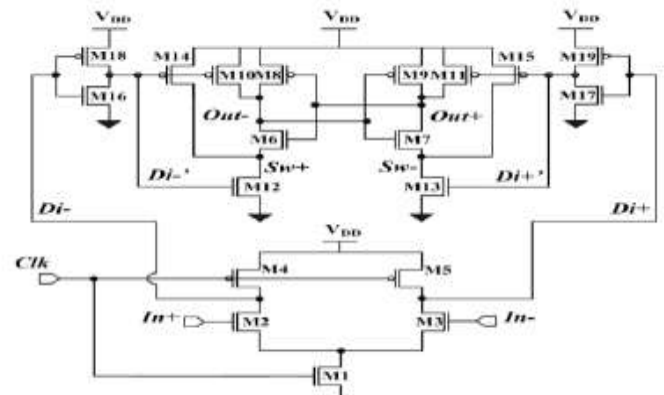 VDD VDD VDD
M18 M14 M15 M19
M10 M8 M9 M11
M16 M17
Out- Out+
M6 M7
Sw+ Sw-
Di-' M12 M13 Di+'
Di- Di+
VDD
Clk
M4 M5
In+ M2 M3 In-
M1